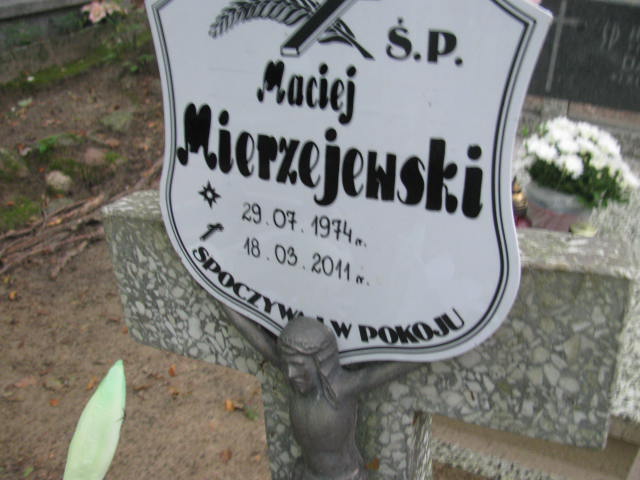 Ś.P.
Maciej
Mierzejewski
29.07.1974 r.
18.03.2011 r.
SPOCZYWAJ W POKOJU